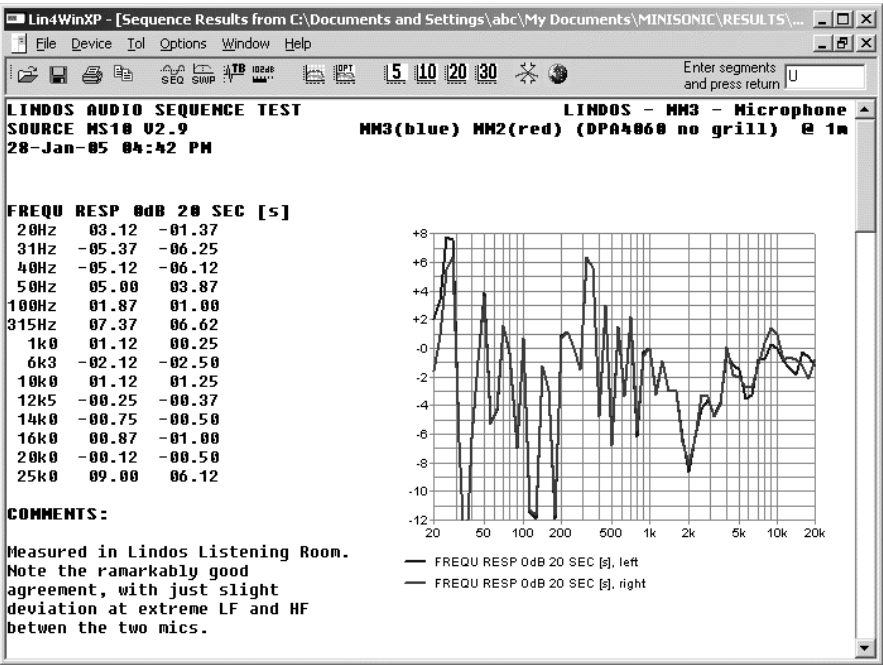 Lin4WinXP - [Sequence Results from C:\Documents and Settings\abc\My Documents\MINISONIC\RESULTS\...
File Device Tol Options Window Help
SEQ SWP TB 102dB OPT 5 10 20 30 Enter segments and press return U
LINDOS AUDIO SEQUENCE TEST LINDOS - MM3 - Microphone
SOURCE MS10 V2.9 MM3(blue) MM2(red) (DPA4060 no grill) @ 1m
28-Jan-05 04:42 PM
FREQU RESP 0dB 20 SEC [s]
20Hz 03.12 -01.37
31Hz -05.37 -06.25
40Hz -05.12 -06.12
50Hz 05.00 03.87
100Hz 01.87 01.00
315Hz 07.37 06.62
1k0 01.12 00.25
6k3 -02.12 -02.50
10k0 01.12 01.25
12k5 -00.25 -00.37
14k0 -00.75 -00.50
16k0 00.87 -01.00
20k0 -00.12 -00.50
25k0 09.00 06.12
COMMENTS:
Measured in Lindos Listening Room.
Note the ramarkably good
agreement, with just slight
deviation at extreme LF and HF
betwen the two mics.
+8
+6
+4
+2
-0
-2
-4
-6
-8
-10
-12
20 50 100 200 500 1k 2k 5k 10k 20k
FREQU RESP 0dB 20 SEC [s], left
FREQU RESP 0dB 20 SEC [s], right